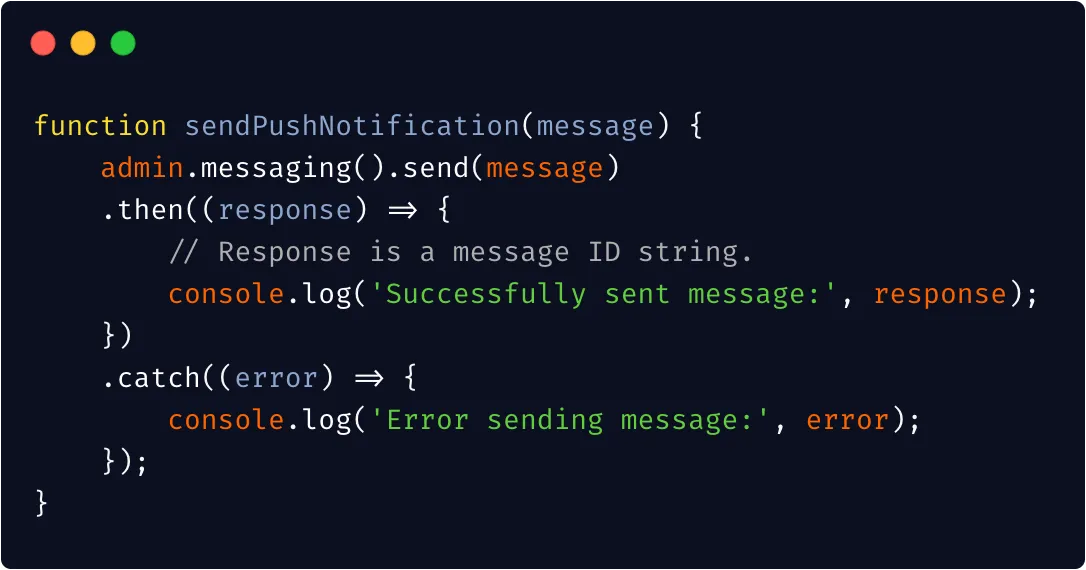 function sendPushNotification(message) {
    admin.messaging().send(message)
    .then((response) => {
        // Response is a message ID string.
        console.log('Successfully sent message:', response);
    })
    .catch((error) => {
        console.log('Error sending message:', error);
    });
}